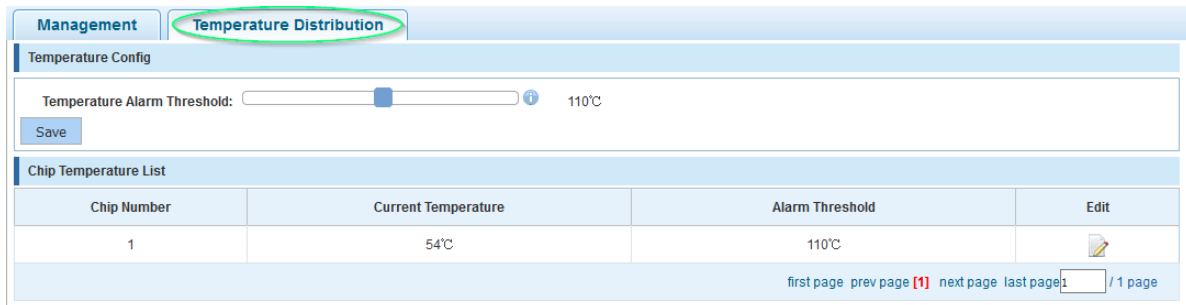 Management Temperature Distribution
Temperature Config
Temperature Alarm Threshold: 110℃
Save
Chip Temperature List
Chip Number Current Temperature Alarm Threshold Edit
1 54℃ 110℃
first page prev page [1] next page last page 1 / 1 page